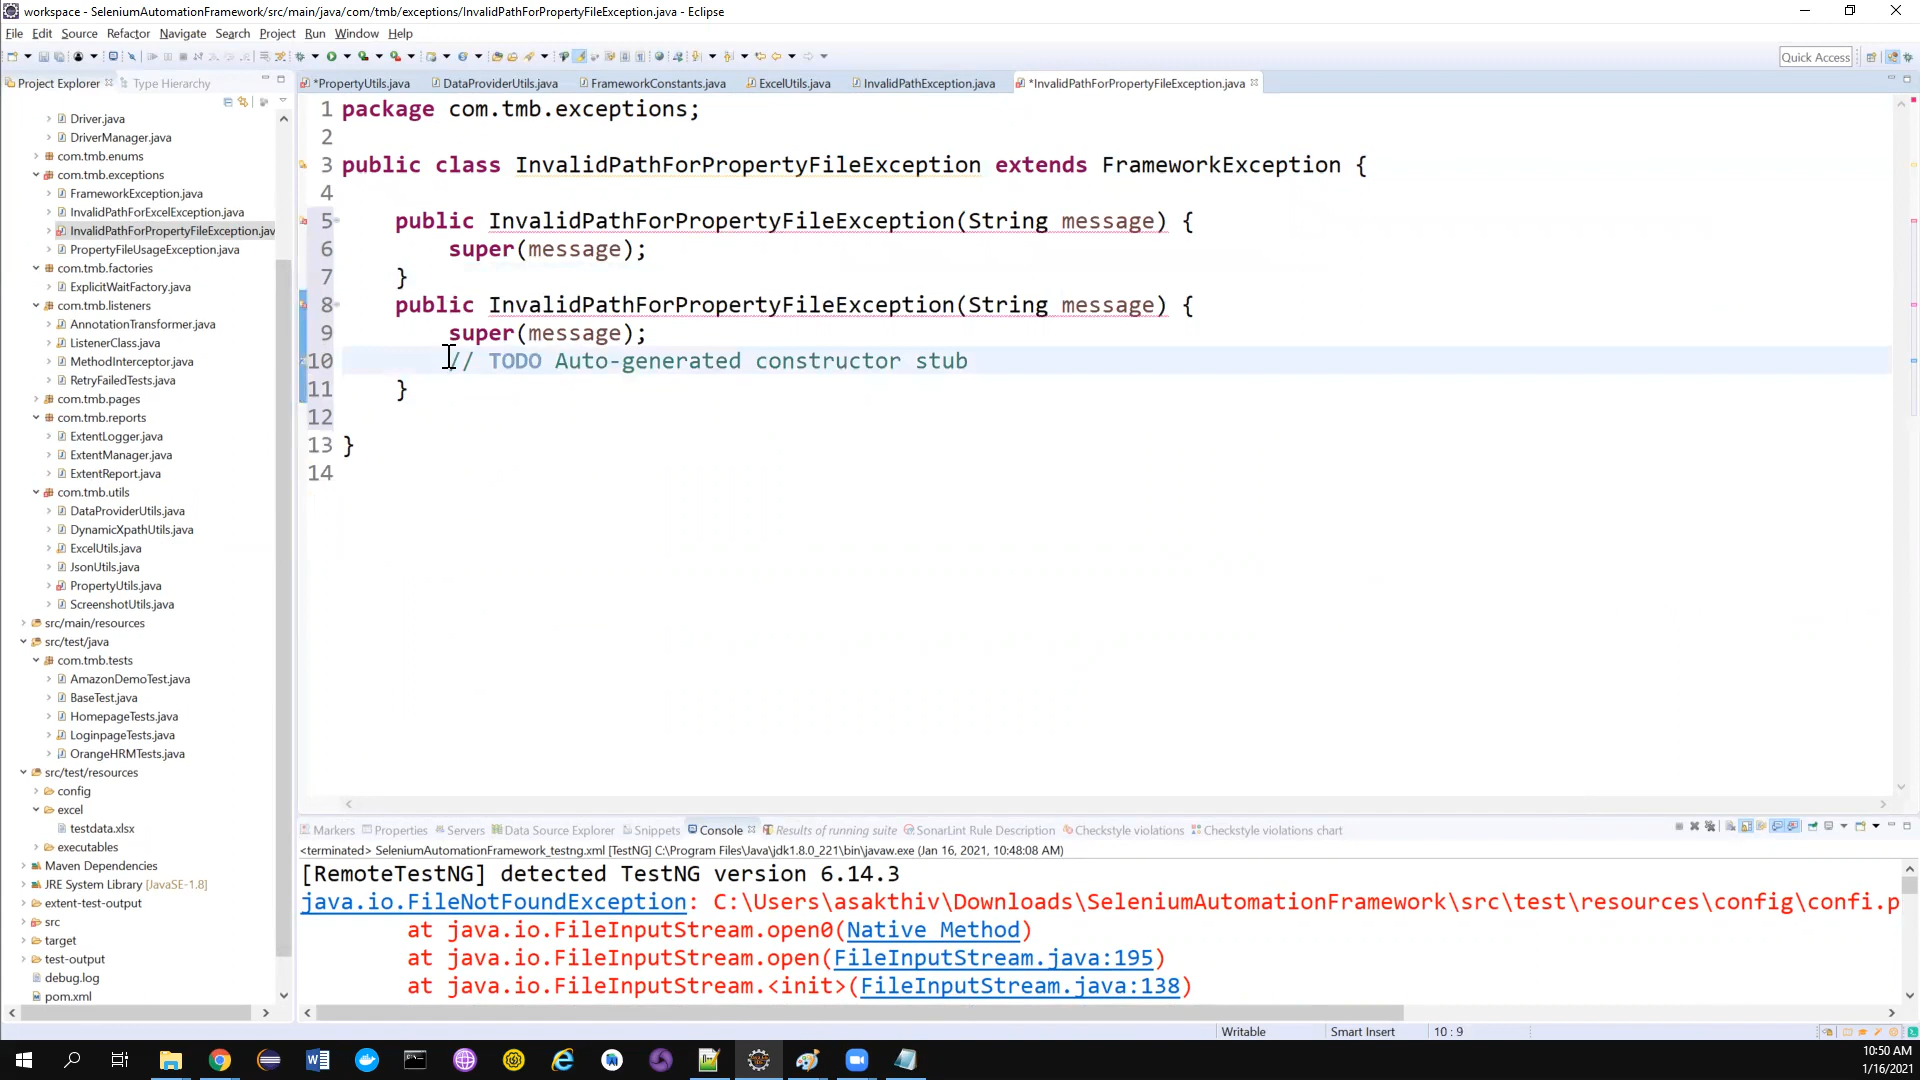 workspace - SeleniumAutomationFramework/src/main/java/com/tmb/exceptions/InvalidPathForPropertyFileException.java - Eclipse
File Edit Source Refactor Navigate Search Project Run Window Help
Quick Access
Project Explorer Type Hierarchy
*PropertyUtils.java DataProviderUtils.java FrameworkConstants.java ExcelUtils.java InvalidPathException.java *InvalidPathForPropertyFileException.java
Driver.java
DriverManager.java
com.tmb.enums
com.tmb.exceptions
FrameworkException.java
InvalidPathForExcelException.java
InvalidPathForPropertyFileException.jav
PropertyFileUsageException.java
com.tmb.factories
ExplicitWaitFactory.java
com.tmb.listeners
AnnotationTransformer.java
ListenerClass.java
MethodInterceptor.java
RetryFailedTests.java
com.tmb.pages
com.tmb.reports
ExtentLogger.java
ExtentManager.java
ExtentReport.java
com.tmb.utils
DataProviderUtils.java
DynamicXpathUtils.java
ExcelUtils.java
JsonUtils.java
PropertyUtils.java
ScreenshotUtils.java
src/main/resources
src/test/java
com.tmb.tests
AmazonDemoTest.java
BaseTest.java
HomepageTests.java
LoginpageTests.java
OrangeHRMTests.java
src/test/resources
config
excel
testdata.xlsx
executables
Maven Dependencies
JRE System Library [JavaSE-1.8]
extent-test-output
src
target
test-output
debug.log
pom.xml
1 package com.tmb.exceptions;
2
3 public class InvalidPathForPropertyFileException extends FrameworkException {
4
5 public InvalidPathForPropertyFileException(String message) {
6 super(message);
7 }
8 public InvalidPathForPropertyFileException(String message) {
9 super(message);
10 // TODO Auto-generated constructor stub
11 }
12
13 }
14
Markers Properties Servers Data Source Explorer Snippets Console Results of running suite SonarLint Rule Description Checkstyle violations Checkstyle violations chart
<terminated> SeleniumAutomationFramework_testng.xml [TestNG] C:\Program Files\Java\jdk1.8.0_221\bin\javaw.exe (Jan 16, 2021, 10:48:08 AM)
[RemoteTestNG] detected TestNG version 6.14.3
java.io.FileNotFoundException: C:\Users\asakthiv\Downloads\SeleniumAutomationFramework\src\test\resources\config\confi.p
at java.io.FileInputStream.open0(Native Method)
at java.io.FileInputStream.open(FileInputStream.java:195)
at java.io.FileInputStream.<init>(FileInputStream.java:138)
Writable Smart Insert 10 : 9
10:50 AM
1/16/2021